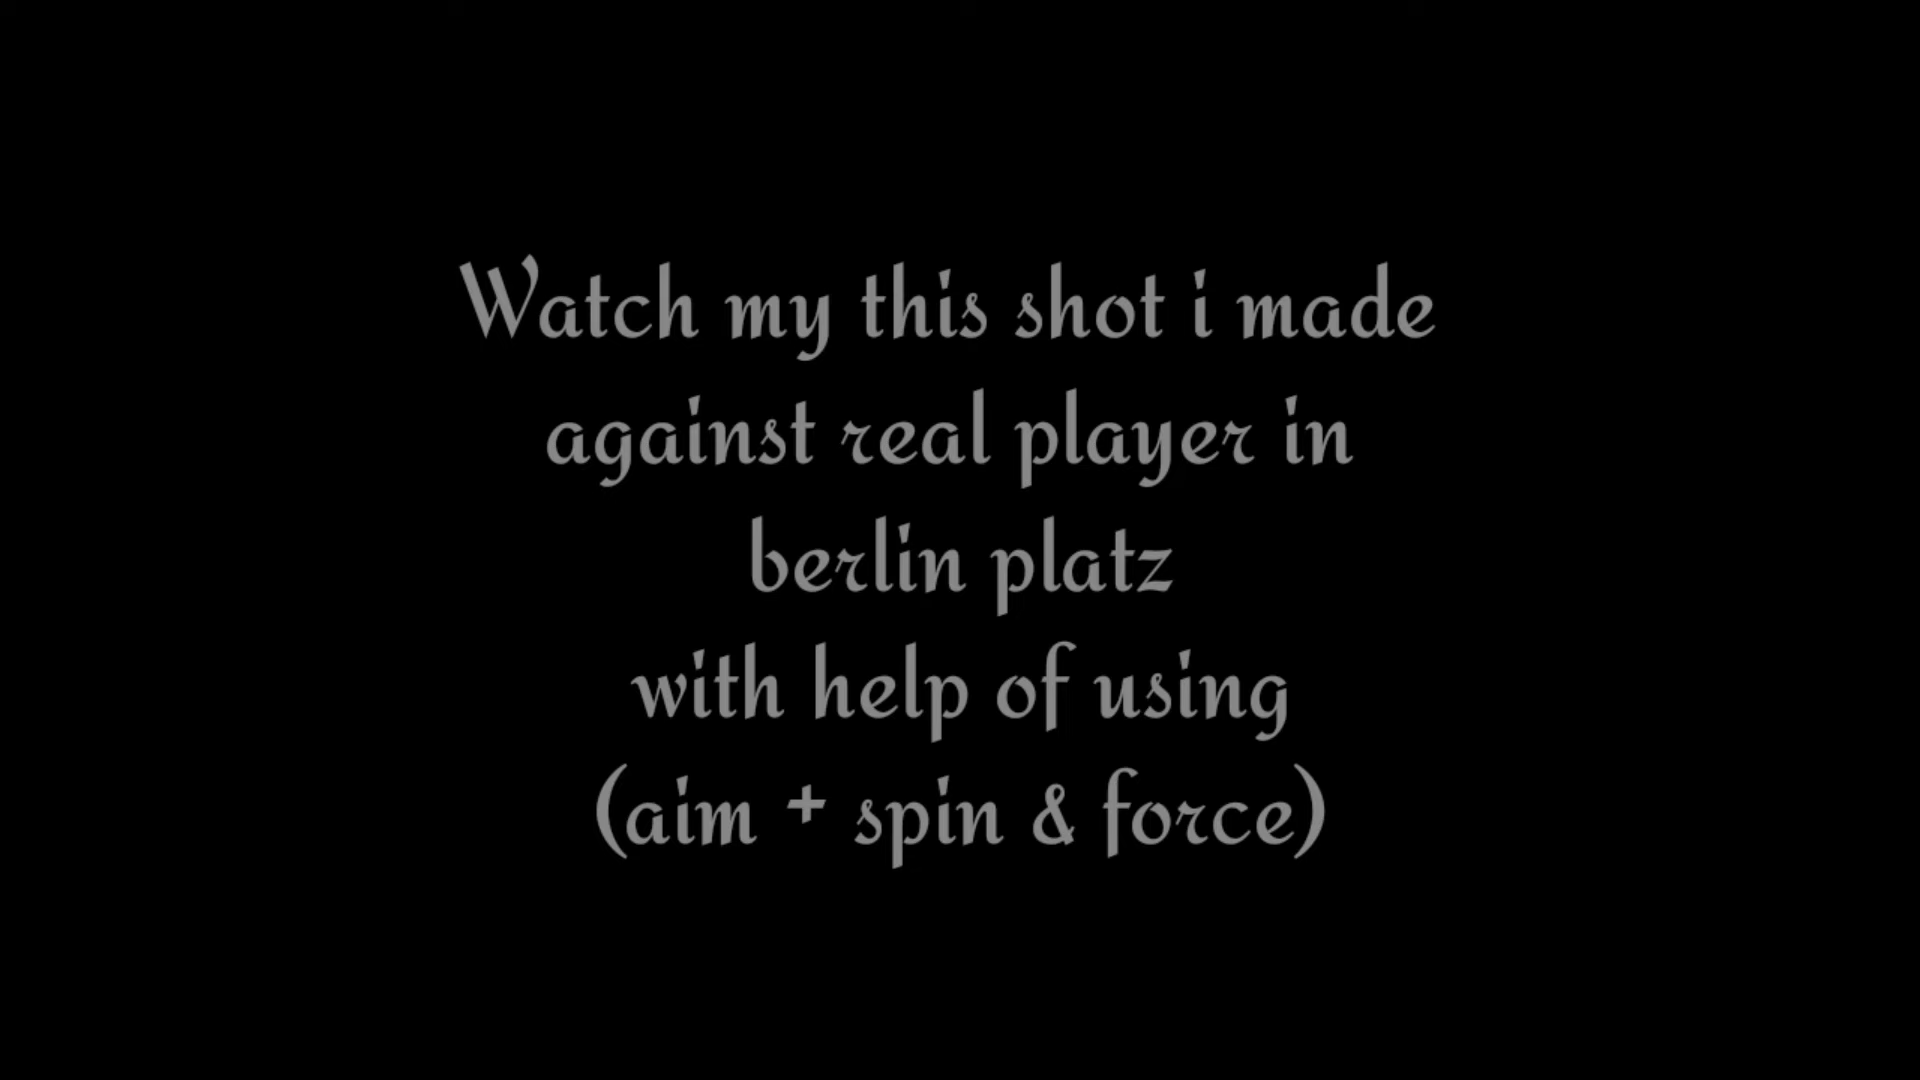 Watch my this shot i made
against real player in
berlin platz
with help of using
(aim + spin & force)